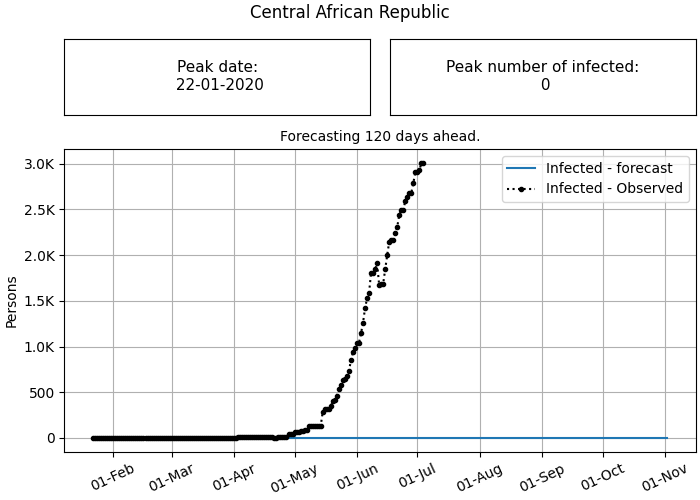 Central African Republic
Peak date:
22-01-2020
Peak number of infected:
0
Forecasting 120 days ahead.
Infected - forecast
Infected - Observed
Persons
3.0K
2.5K
2.0K
1.5K
1.0K
500
0
01-Feb
01-Mar
01-Apr
01-May
01-Jun
01-Jul
01-Aug
01-Sep
01-Oct
01-Nov